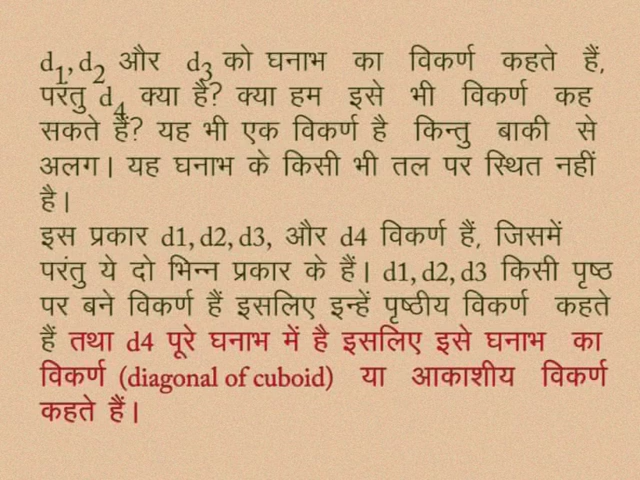 d1, d2 और d3 को घनाभ का विकर्ण कहते हैं,
परंतु d4 क्या है? क्या हम इसे भी विकर्ण कह
सकते हैं? यह भी एक विकर्ण है किन्तु बाकी से
अलग। यह घनाभ के किसी भी तल पर स्थित नहीं
है।
इस प्रकार d1, d2, d3, और d4 विकर्ण हैं, जिसमें
परंतु ये दो भिन्न प्रकार के हैं। d1, d2, d3 किसी पृष्ठ
पर बने विकर्ण हैं इसलिए इन्हें पृष्ठीय विकर्ण कहते
हैं तथा d4 पूरे घनाभ में है इसलिए इसे घनाभ का
विकर्ण (diagonal of cuboid) या आकाशीय विकर्ण
कहते हैं।